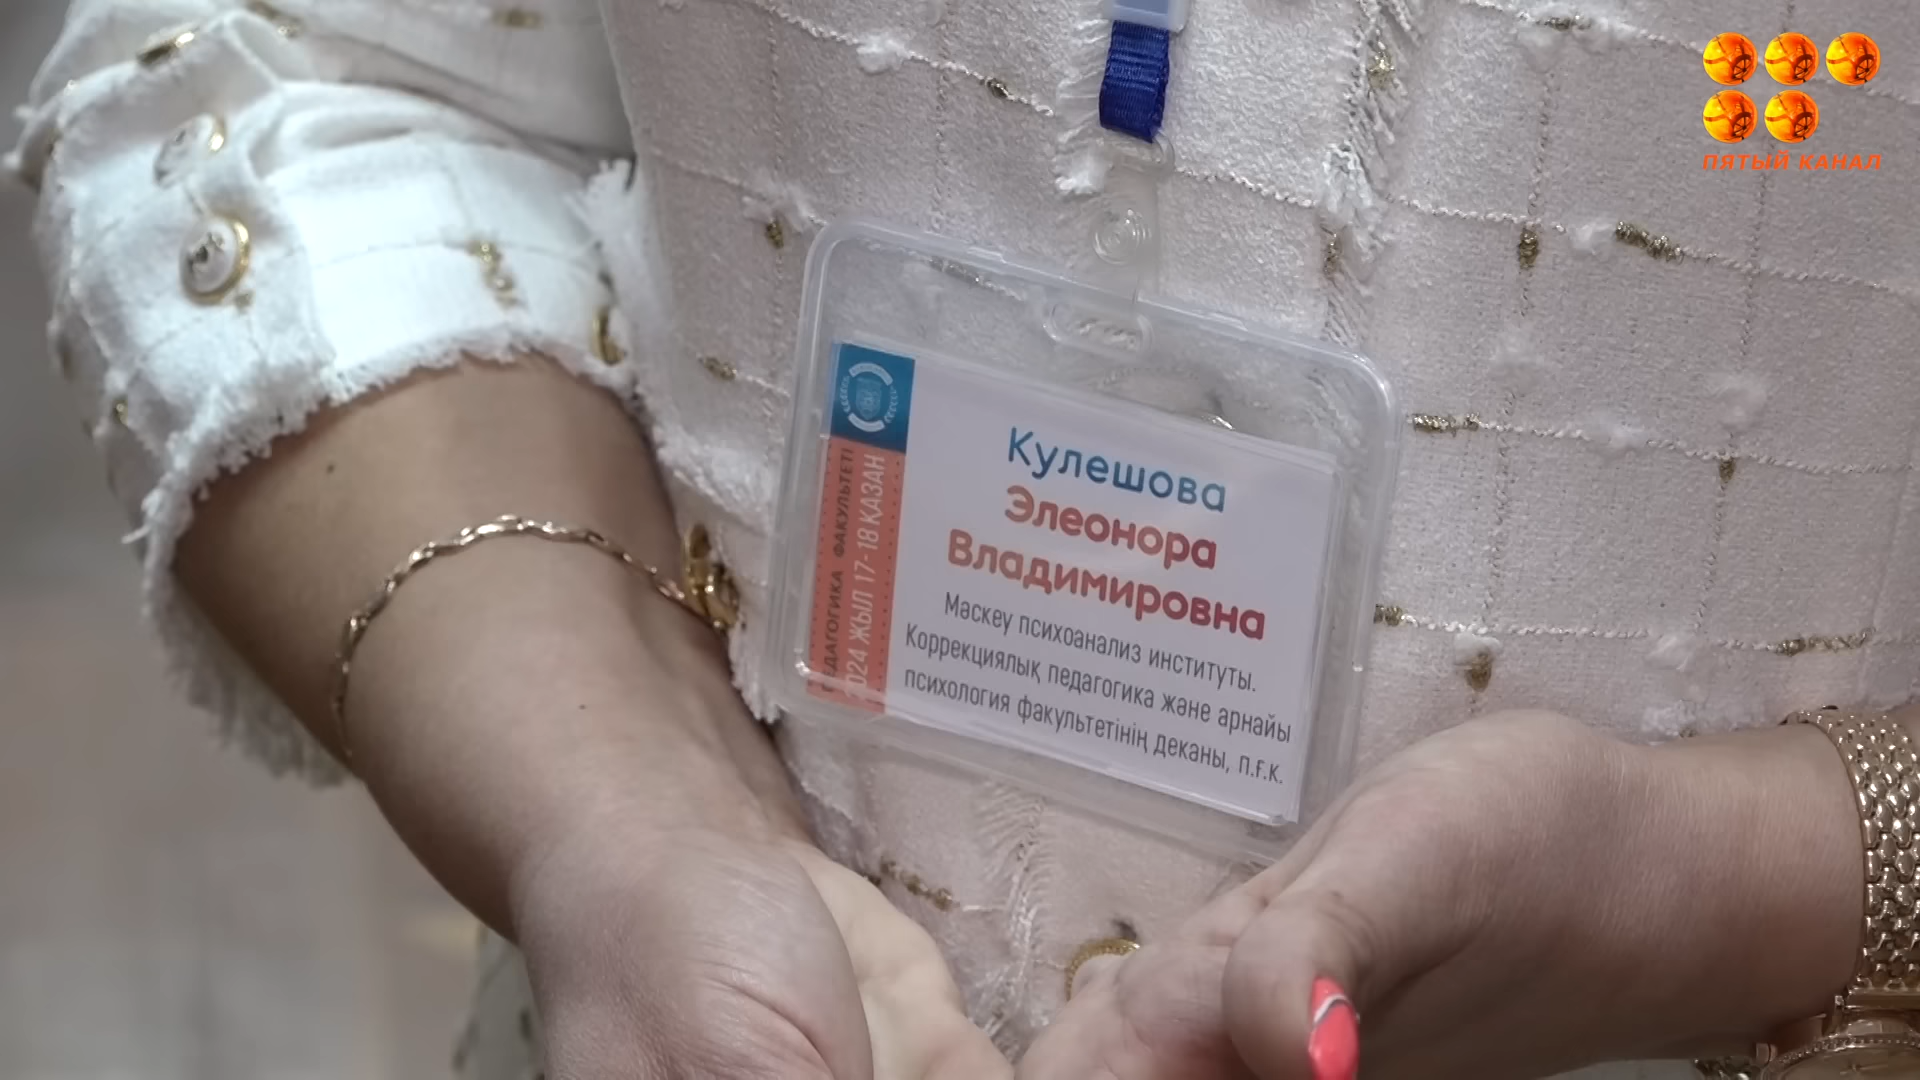 ПЯТЫЙ КАНАЛ
ПЕДАГОГИКА ФАКУЛЬТЕТІ
2024 ЖЫЛ 17-18 ҚАЗАН
Кулешова
Элеонора
Владимировна
Мәскеу психоанализ институты.
Коррекциялық педагогика және арнайы
психология факультетінің деканы, п.ғ.к.